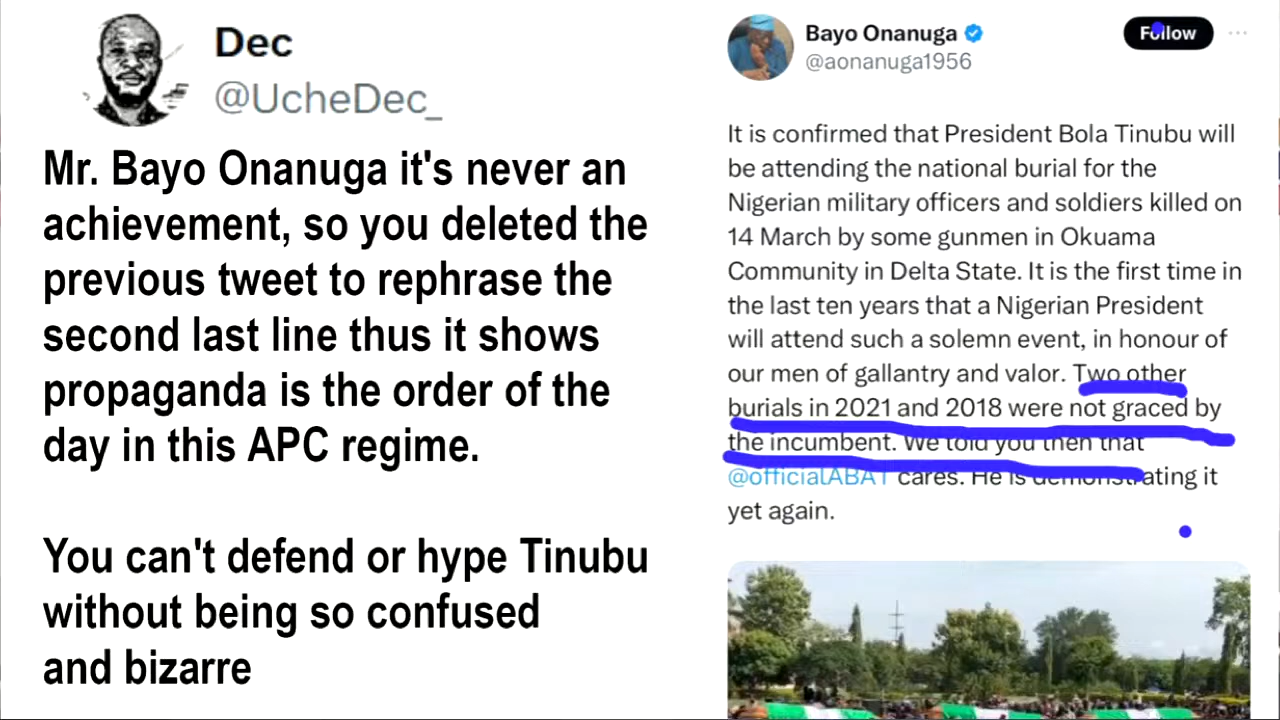 Dec
@UcheDec_
Mr. Bayo Onanuga it's never an
achievement, so you deleted the
previous tweet to rephrase the
second last line thus it shows
propaganda is the order of the
day in this APC regime.
You can't defend or hype Tinubu
without being so confused
and bizarre
Bayo Onanuga
Follow
@aonanuga1956
It is confirmed that President Bola Tinubu will
be attending the national burial for the
Nigerian military officers and soldiers killed on
14 March by some gunmen in Okuama
Community in Delta State. It is the first time in
the last ten years that a Nigerian President
will attend such a solemn event, in honour of
our men of gallantry and valor. Two other
burials in 2021 and 2018 were not graced by
the incumbent. We told you then that
@officialABAT cares. He is demonstrating it
yet again.